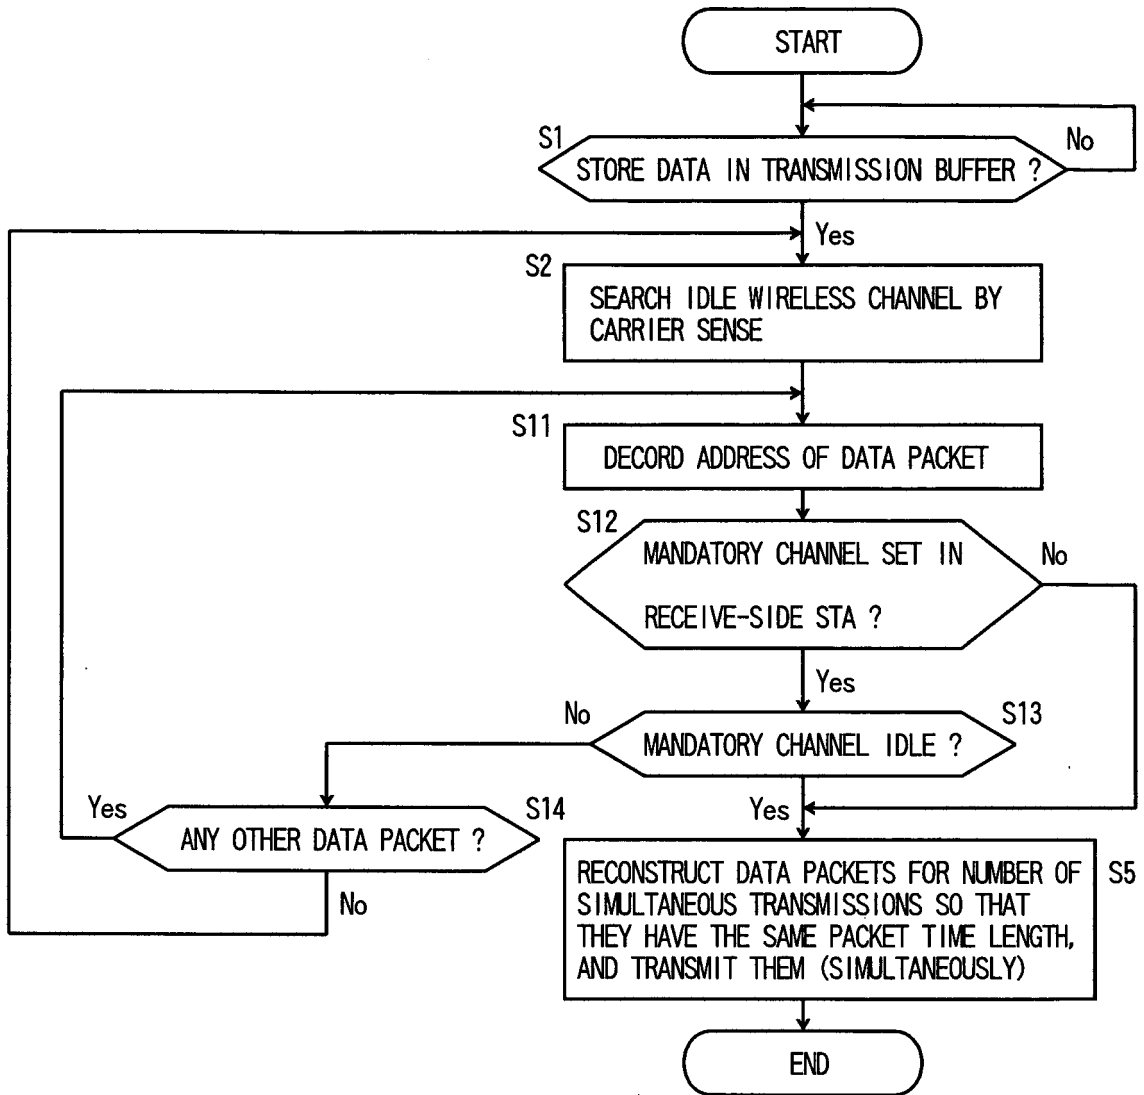 START
S1
No
STORE DATA IN TRANSMISSION BUFFER ?
Yes
S2
SEARCH IDLE WIRELESS CHANNEL BY
CARRIER SENSE
S11
DECORD ADDRESS OF DATA PACKET
S12
MANDATORY CHANNEL SET IN
RECEIVE-SIDE STA ?
No
Yes
No
S13
MANDATORY CHANNEL IDLE ?
Yes
Yes
S14
ANY OTHER DATA PACKET ?
No
RECONSTRUCT DATA PACKETS FOR NUMBER OF
SIMULTANEOUS TRANSMISSIONS SO THAT
THEY HAVE THE SAME PACKET TIME LENGTH,
AND TRANSMIT THEM (SIMULTANEOUSLY)
S5
END